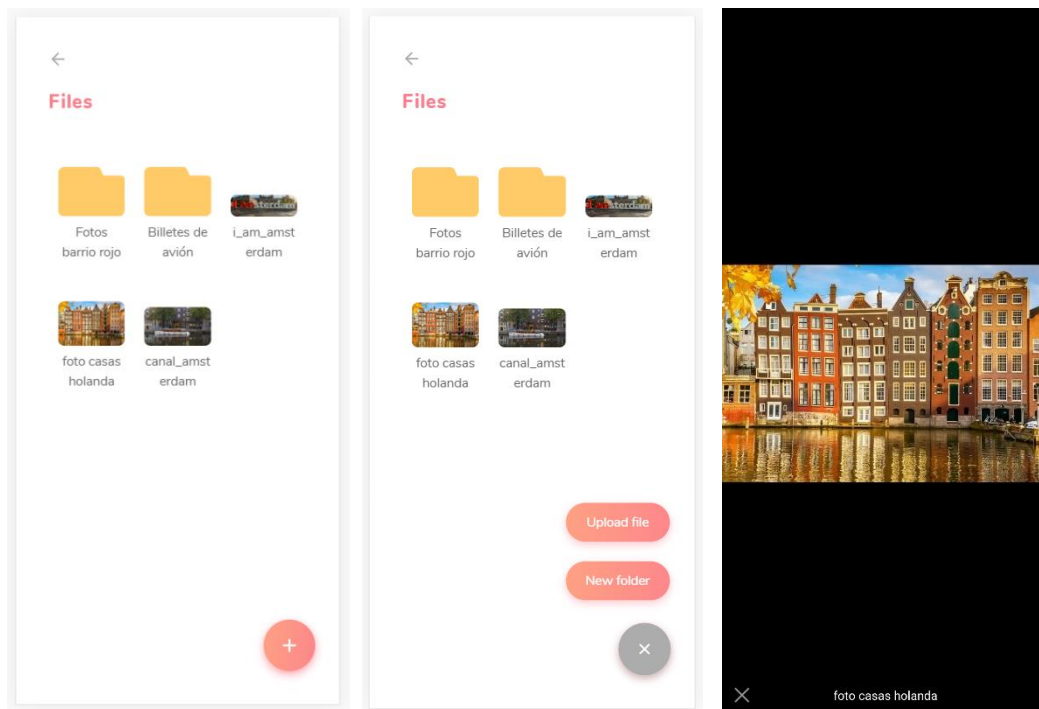 Files
Fotos
barrio rojo
Billetes de
avión
i_am_amst
erdam
foto casas
holanda
canal_amst
erdam
Files
Fotos
barrio rojo
Billetes de
avión
i_am_amst
erdam
foto casas
holanda
canal_amst
erdam
Upload file
New folder
foto casas holanda